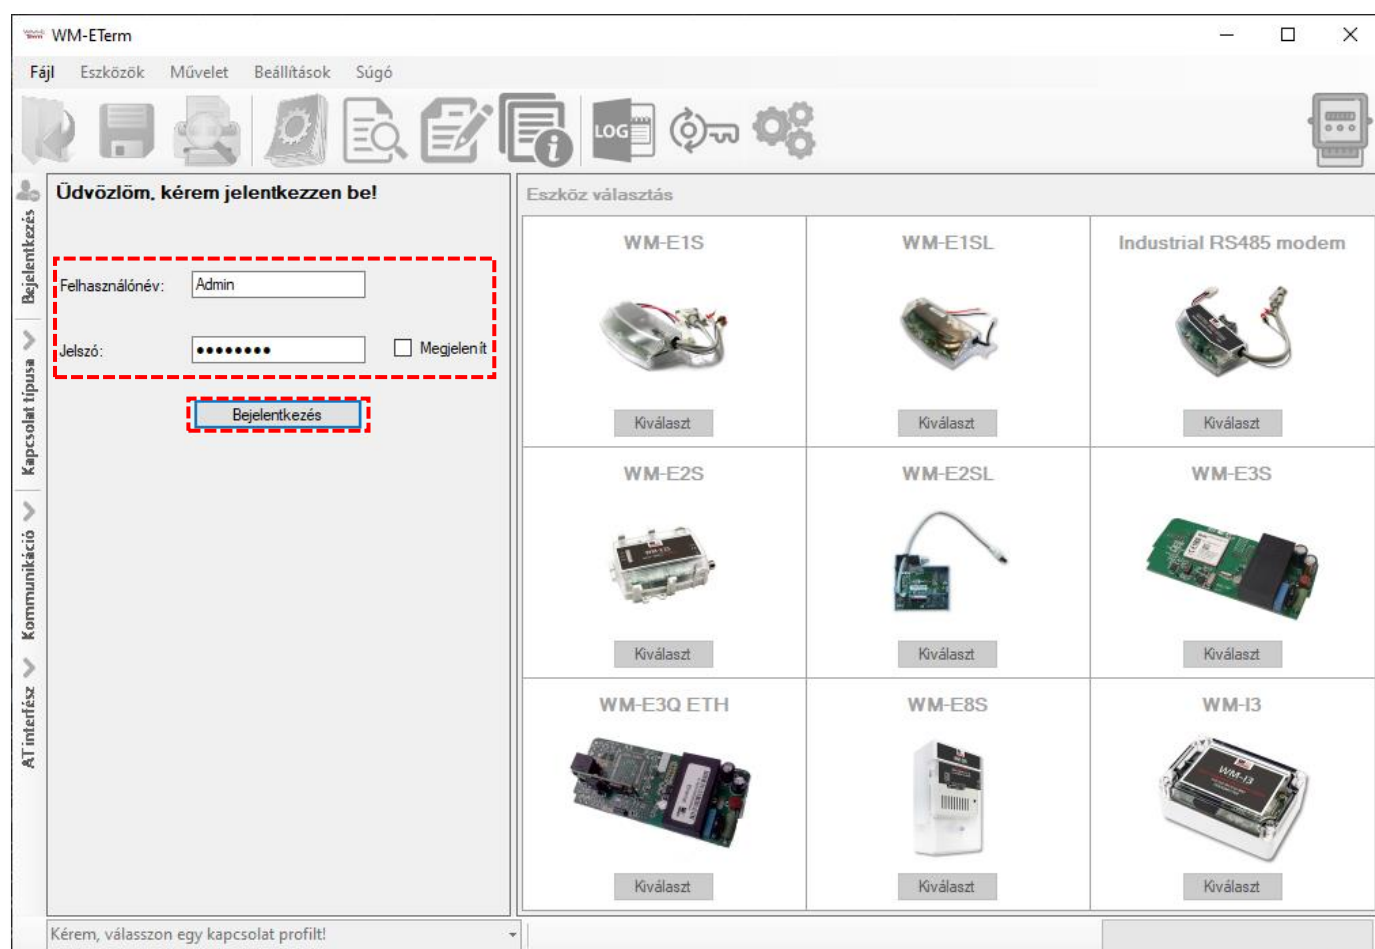 WM-ETerm
Fájl Eszközök Művelet Beállítások Súgó
LOG
Üdvözlöm, kérem jelentkezzen be!
Felhasználónév: Admin
Jelszó: ●●●●●●●● Megjelenít
Bejelentkezés
Bejelentkezés
Kapcsolat típusa
Kommunikáció
AT interfész
Eszköz választás
WM-E1S WM-E1SL Industrial RS485 modem
Kiválaszt Kiválaszt Kiválaszt
WM-E2S WM-E2SL WM-E3S
Kiválaszt Kiválaszt Kiválaszt
WM-E3Q ETH WM-E8S WM-I3
WM-I3
Kiválaszt Kiválaszt Kiválaszt
Kérem, válasszon egy kapcsolat profilt!